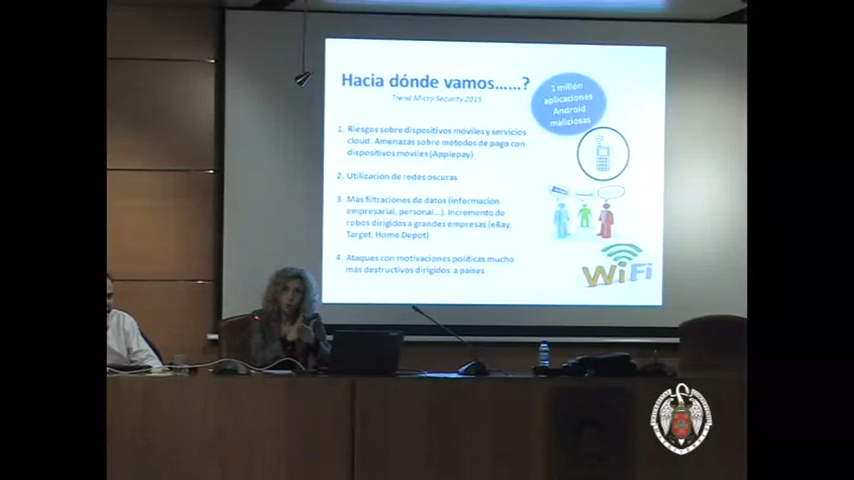 Hacia dónde vamos......?
Trend Micro Security 2015
1 millón
aplicaciones
Android
maliciosas
1. Riesgos sobre dispositivos móviles y servicios
cloud. Amenazas sobre métodos de pago con
dispositivos moviles (Applepay)
2. Utilizacion de redes oscuras
3. Más filtraciones de datos (información
empresarial, personal...). Incremento de
robos dirigidos a grandes empresas (eBay,
Target, Home Depot)
4. Ataques con motivaciones políticas mucho
más destructivos dirigidos a países
WiFi